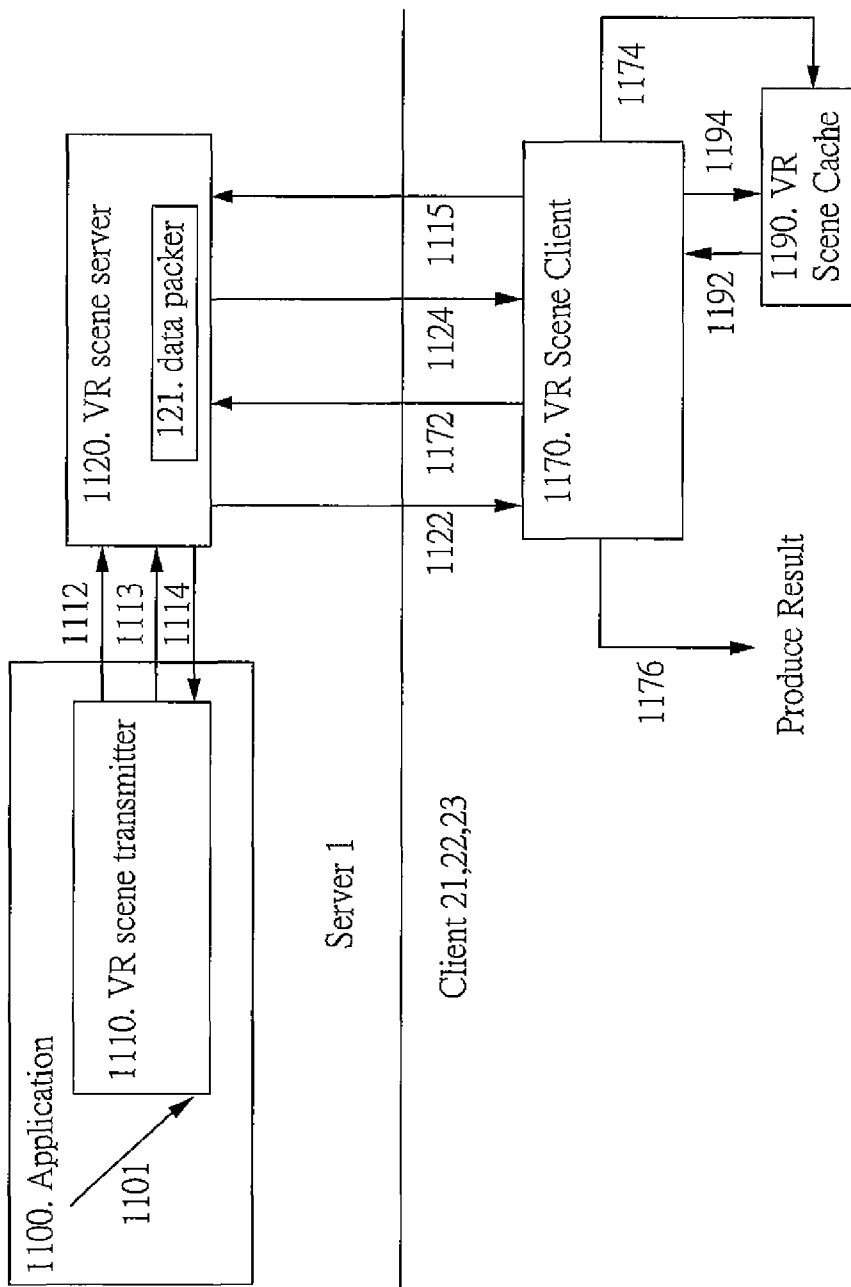 1100. Application
1101
1110. VR scene transmitter
1112
1113
1114
1120. VR scene server
121. data packer
Server 1
Client 21,22,23
1122
1172
1124
1115
1170. VR Scene Client
1174
1176
Produce Result
1192
1194
1190. VR
Scene Cache